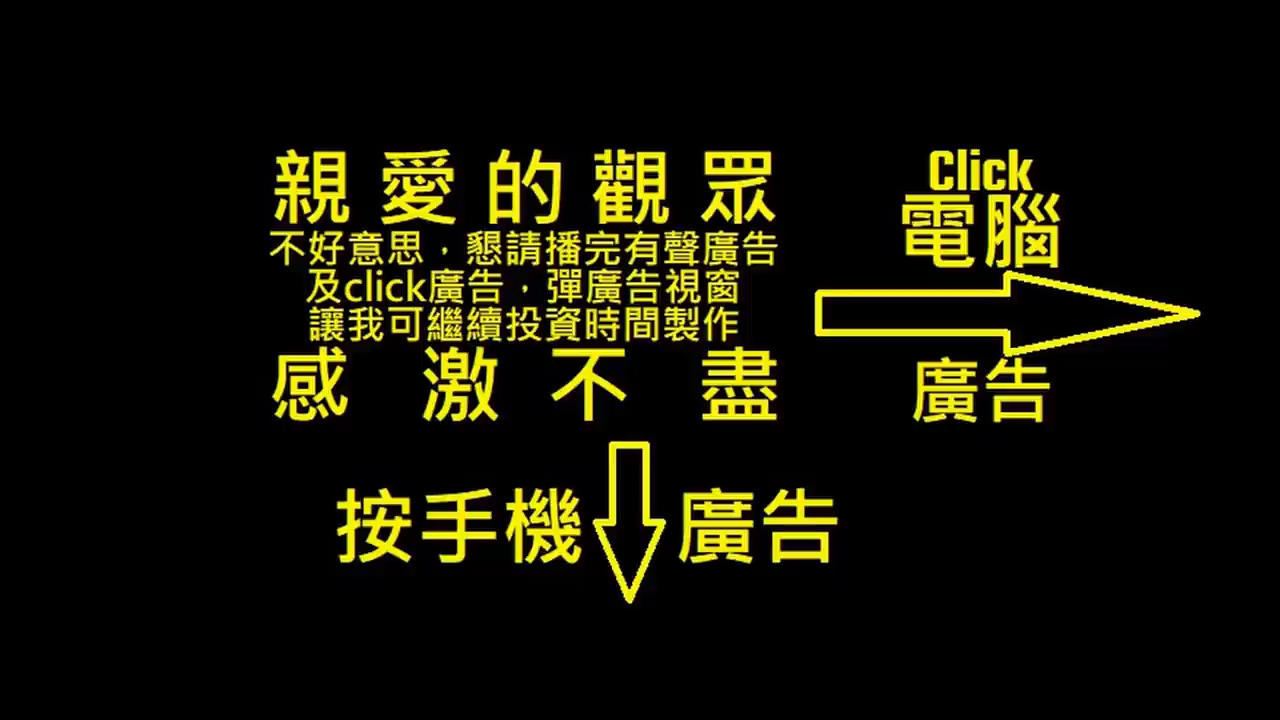 親愛的觀眾
不好意思，懇請播完有聲廣告
及click廣告，彈廣告視窗
讓我可繼續投資時間製作
感激不盡
Click
電腦
廣告
按手機
廣告